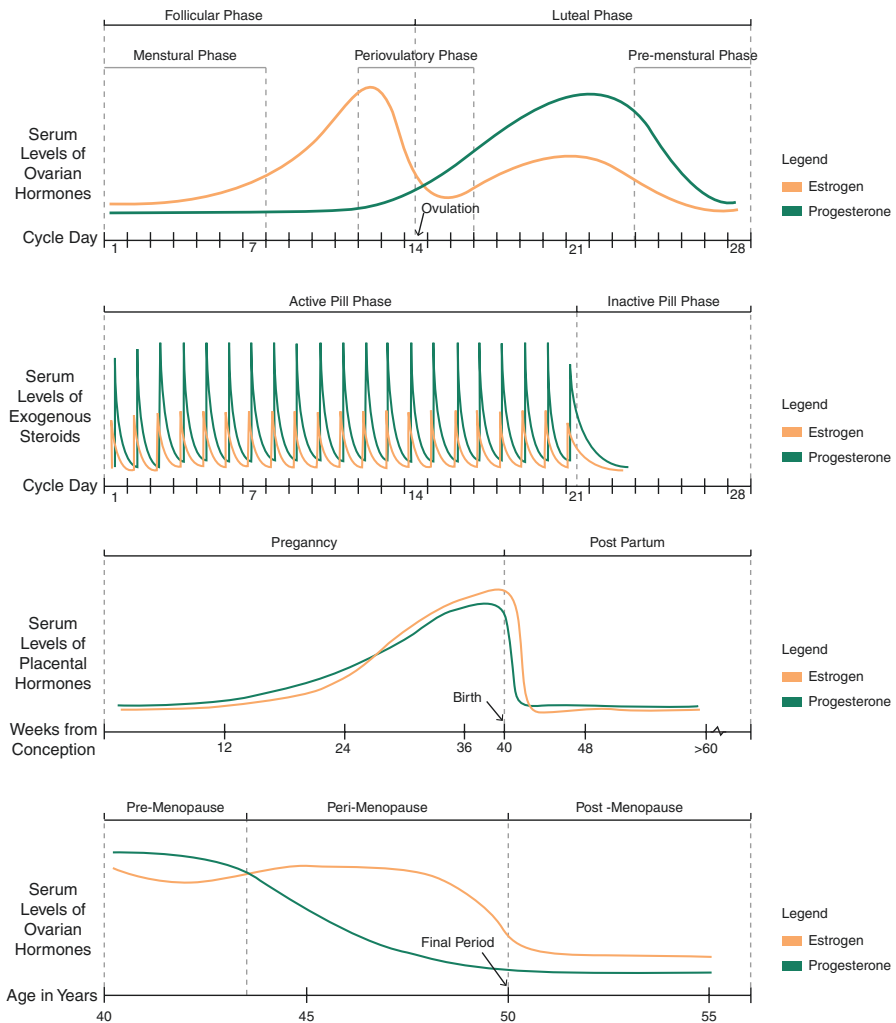 Follicular Phase
Luteal Phase
Menstural Phase
Periovulatory Phase
Pre-menstural Phase
Serum
Levels of
Ovarian
Hormones
Legend
Estrogen
Progesterone
Ovulation
Cycle Day
1
7
14
21
28
Active Pill Phase
Inactive Pill Phase
Serum
Levels of
Exogenous
Steroids
Legend
Estrogen
Progesterone
Cycle Day
1
7
14
21
28
Preganncy
Post Partum
Serum
Levels of
Placental
Hormones
Legend
Estrogen
Progesterone
Birth
Weeks from
Conception
12
24
36
40
48
>60
Pre-Menopause
Peri-Menopause
Post -Menopause
Serum
Levels of
Ovarian
Hormones
Legend
Estrogen
Progesterone
Final Period
Age in Years
40
45
50
55